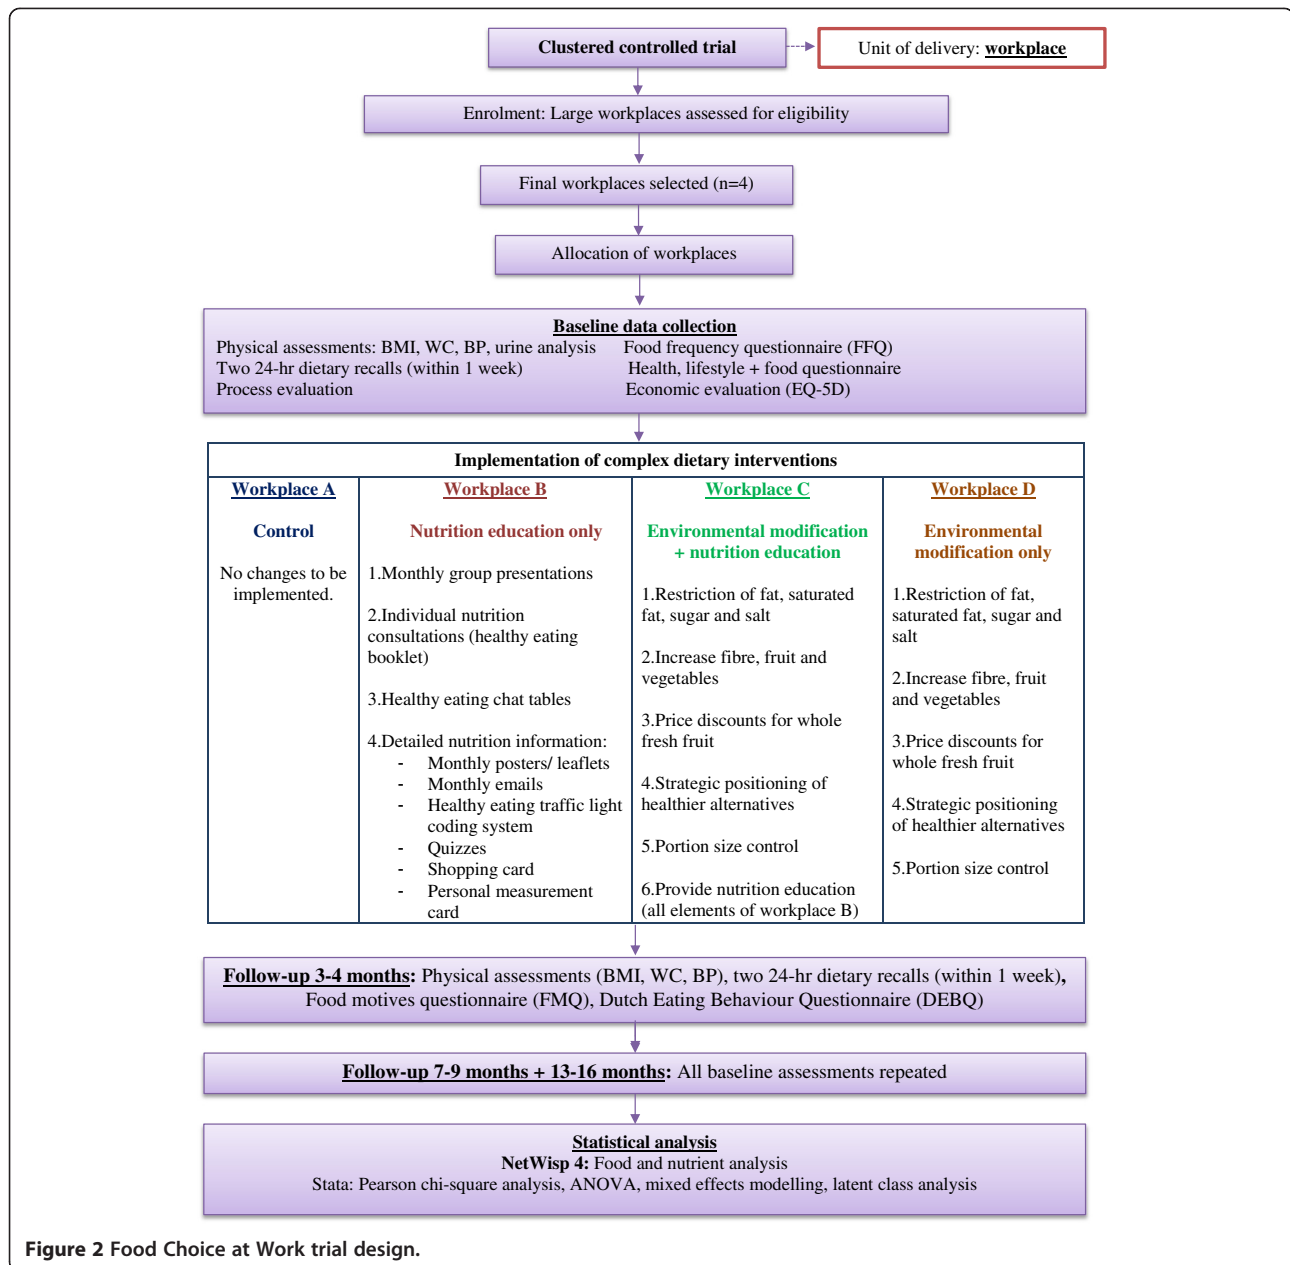 Clustered controlled trial
Unit of delivery: workplace
Enrolment: Large workplaces assessed for eligibility
Final workplaces selected (n=4)
Allocation of workplaces
Baseline data collection
Physical assessments: BMI, WC, BP, urine analysis Food frequency questionnaire (FFQ)
Two 24-hr dietary recalls (within 1 week) Health, lifestyle + food questionnaire
Process evaluation Economic evaluation (EQ-5D)
Implementation of complex dietary interventions
Workplace A
Control
No changes to be
implemented.
Workplace B
Nutrition education only
1.Monthly group presentations
2.Individual nutrition
consultations (healthy eating
booklet)
3.Healthy eating chat tables
4.Detailed nutrition information:
- Monthly posters/ leaflets
- Monthly emails
- Healthy eating traffic light
coding system
- Quizzes
- Shopping card
- Personal measurement
card
Workplace C
Environmental modification
+ nutrition education
1.Restriction of fat, saturated
fat, sugar and salt
2.Increase fibre, fruit and
vegetables
3.Price discounts for whole
fresh fruit
4.Strategic positioning of
healthier alternatives
5.Portion size control
6.Provide nutrition education
(all elements of workplace B)
Workplace D
Environmental
modification only
1.Restriction of fat,
saturated fat, sugar and
salt
2.Increase fibre, fruit
and vegetables
3.Price discounts for
whole fresh fruit
4.Strategic positioning
of healthier alternatives
5.Portion size control
Follow-up 3-4 months: Physical assessments (BMI, WC, BP), two 24-hr dietary recalls (within 1 week),
Food motives questionnaire (FMQ), Dutch Eating Behaviour Questionnaire (DEBQ)
Follow-up 7-9 months + 13-16 months: All baseline assessments repeated
Statistical analysis
NetWisp 4: Food and nutrient analysis
Stata: Pearson chi-square analysis, ANOVA, mixed effects modelling, latent class analysis
Figure 2 Food Choice at Work trial design.